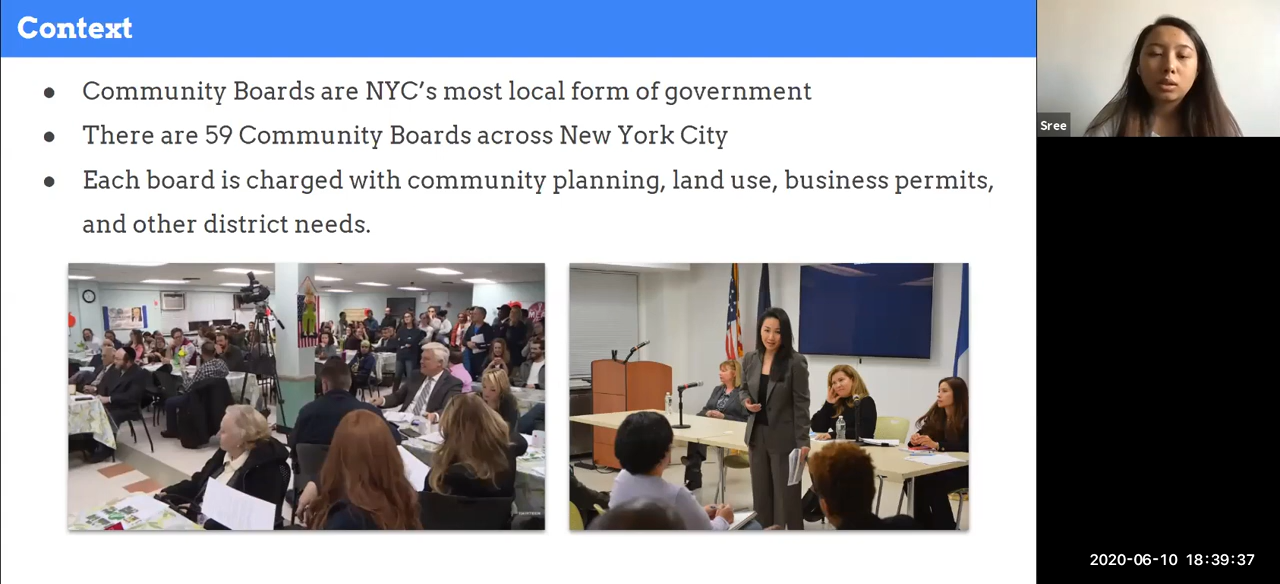 Context
● Community Boards are NYC’s most local form of government
● There are 59 Community Boards across New York City
● Each board is charged with community planning, land use, business permits,
and other district needs.
Sree
2020-06-10 18:39:37